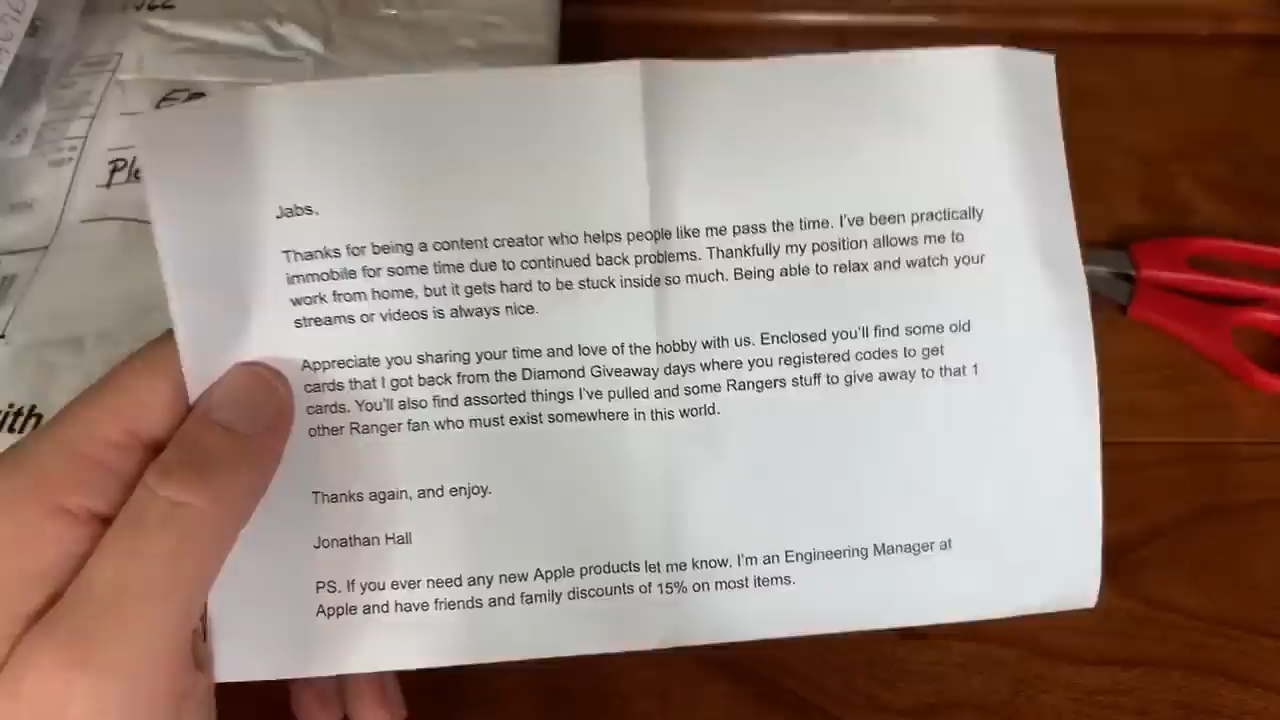 Jabs,
Thanks for being a content creator who helps people like me pass the time. I've been practically
immobile for some time due to continued back problems. Thankfully my position allows me to
work from home, but it gets hard to be stuck inside so much. Being able to relax and watch your
streams or videos is always nice.
Appreciate you sharing your time and love of the hobby with us. Enclosed you'll find some old
cards that I got back from the Diamond Giveaway days where you registered codes to get
cards. You'll also find assorted things I've pulled and some Rangers stuff to give away to that 1
other Ranger fan who must exist somewhere in this world.
Thanks again, and enjoy.
Jonathan Hall
PS. If you ever need any new Apple products let me know. I'm an Engineering Manager at
Apple and have friends and family discounts of 15% on most items.